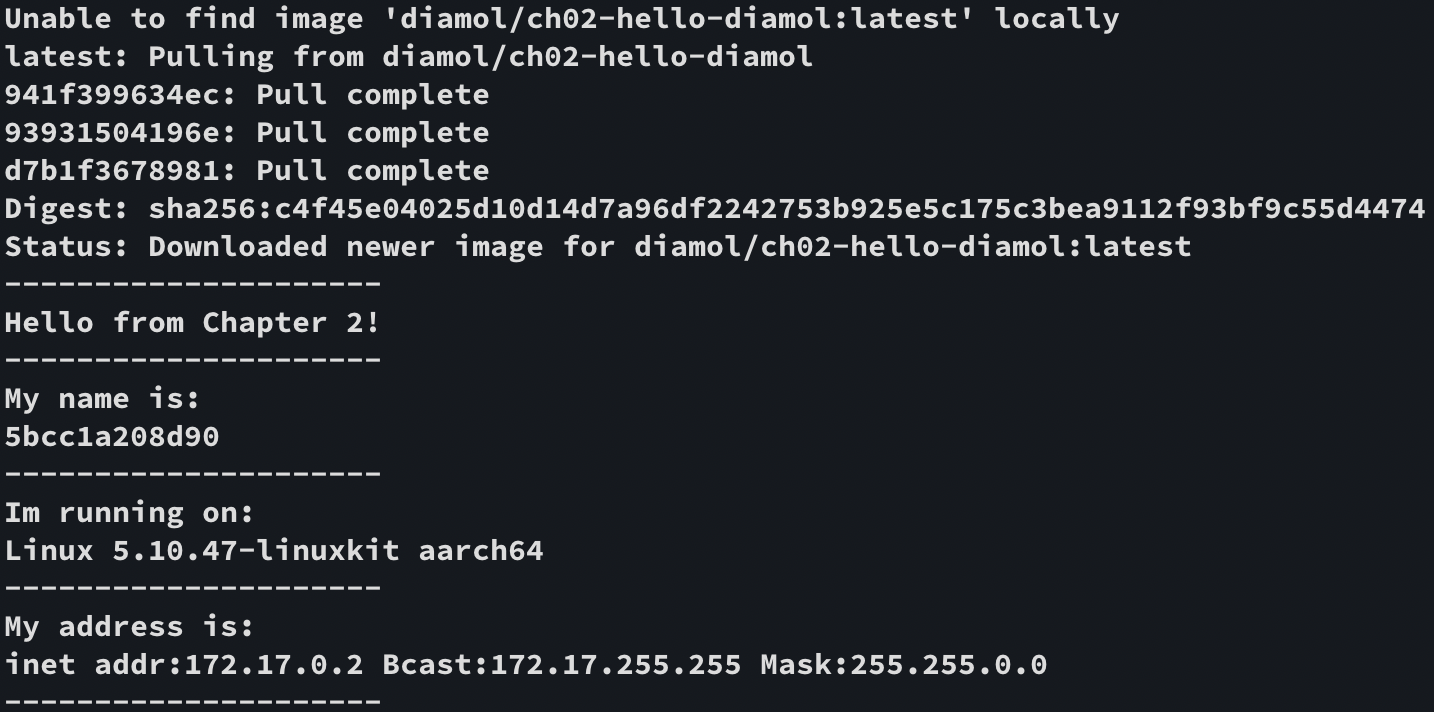 Unable to find image 'diamol/ch02-hello-diamol:latest' locally
latest: Pulling from diamol/ch02-hello-diamol
941f399634ec: Pull complete
93931504196e: Pull complete
d7b1f3678981: Pull complete
Digest: sha256:c4f45e04025d10d14d7a96df2242753b925e5c175c3bea9112f93bf9c55d4474
Status: Downloaded newer image for diamol/ch02-hello-diamol:latest
---------------------
Hello from Chapter 2!
---------------------
My name is:
5bcc1a208d90
---------------------
Im running on:
Linux 5.10.47-linuxkit aarch64
---------------------
My address is:
inet addr:172.17.0.2 Bcast:172.17.255.255 Mask:255.255.0.0
---------------------